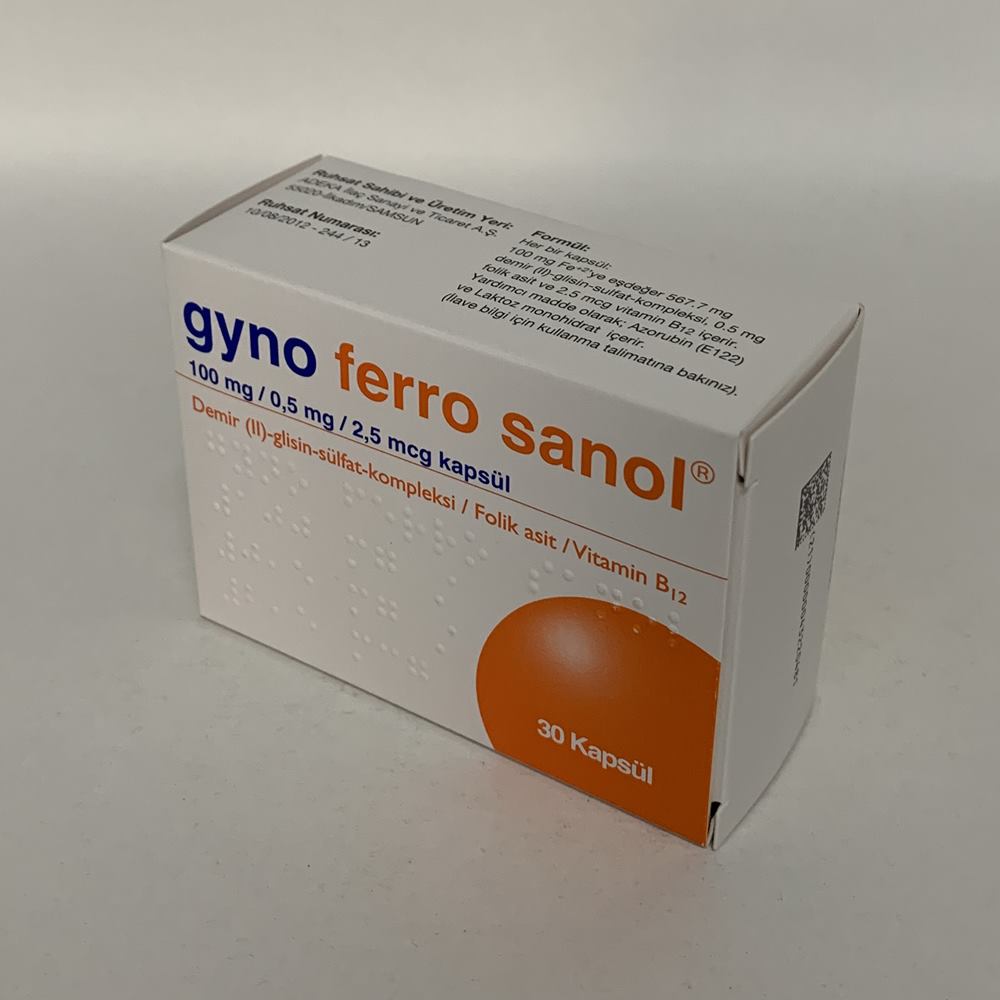 Ruhsat Sahibi ve Üretim Yeri:
ADEKA İlaç Sanayi ve Ticaret A.Ş.
55020-İlkadım/SAMSUN
Ruhsat Numarası:
10/08/2012 - 244 / 13
Formül:
Her bir kapsül:
100 mg Fe⁺²'ye eşdeğer 567.7 mg
demir (II)-glisin-sulfat-kompleksi, 0.5 mg
folik asit ve 2.5 mcg vitamin B12 içerir.
Yardımcı madde olarak; Azorubin (E122)
ve Laktoz monohidrat içerir.
(İlave bilgi için kullanma talimatına bakınız).
gyno ferro sanol®
100 mg / 0,5 mg / 2,5 mcg kapsül
Demir (II)-glisin-sülfat-kompleksi / Folik asit / Vitamin B12
30 Kapsül